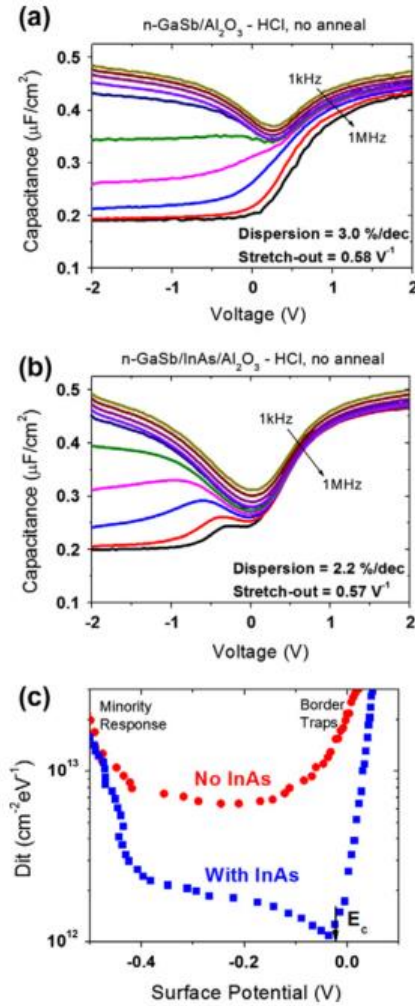 (a)
n-GaSb/Al₂O₃ - HCl, no anneal
Capacitance (μF/cm²)
0.5
0.4
0.3
0.2
0.1
1kHz
1MHz
Dispersion = 3.0 %/dec
Stretch-out = 0.58 V⁻¹
-2 -1 0 1 2
Voltage (V)
(b)
n-GaSb/InAs/Al₂O₃ - HCl, no anneal
Capacitance (μF/cm²)
0.5
0.4
0.3
0.2
0.1
1kHz
1MHz
Dispersion = 2.2 %/dec
Stretch-out = 0.57 V⁻¹
-2 -1 0 1 2
Voltage (V)
(c)
Dit (cm⁻²eV⁻¹)
10¹³
10¹²
Minority
Response
Border
Traps
No InAs
With InAs
E_c
-0.4 -0.2 0.0
Surface Potential (V)